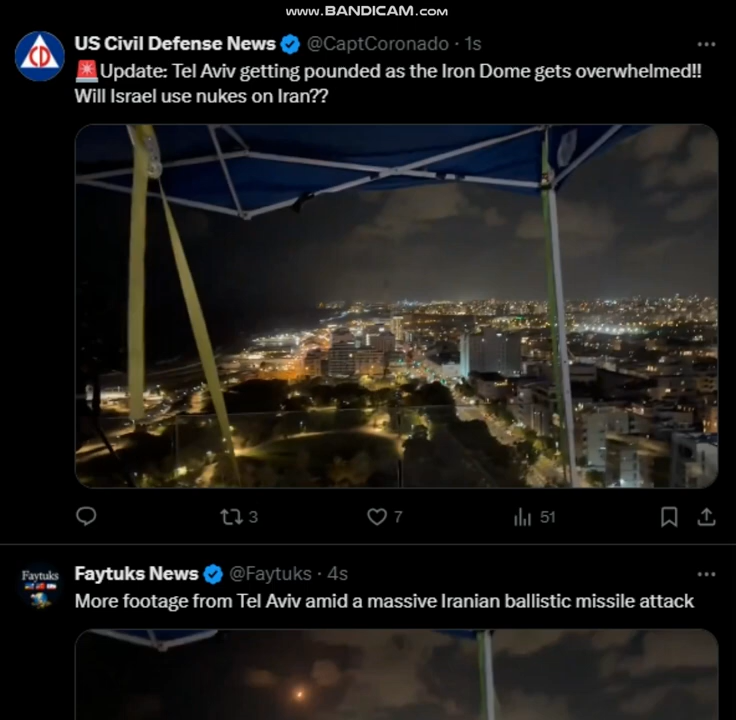 www.BANDICAM.com
US Civil Defense News @CaptCoronado · 1s
🚨Update: Tel Aviv getting pounded as the Iron Dome gets overwhelmed!!
Will Israel use nukes on Iran??
3 7 51
CD
Faytuks News @Faytuks · 4s
Faytuks
More footage from Tel Aviv amid a massive Iranian ballistic missile attack